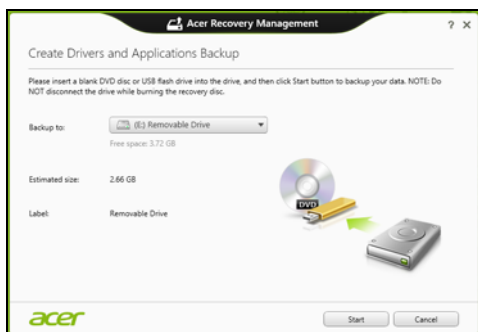 Acer Recovery Management
? X
Create Drivers and Applications Backup
Please insert a blank DVD disc or USB flash drive into the drive, and then click Start button to backup your data. NOTE: Do
NOT disconnect the drive while burning the recovery disc.
Backup to: (E:) Removable Drive
Free space: 3.72 GB
Estimated size: 2.66 GB
DVD
Label: Removable Drive
acer Start Cancel